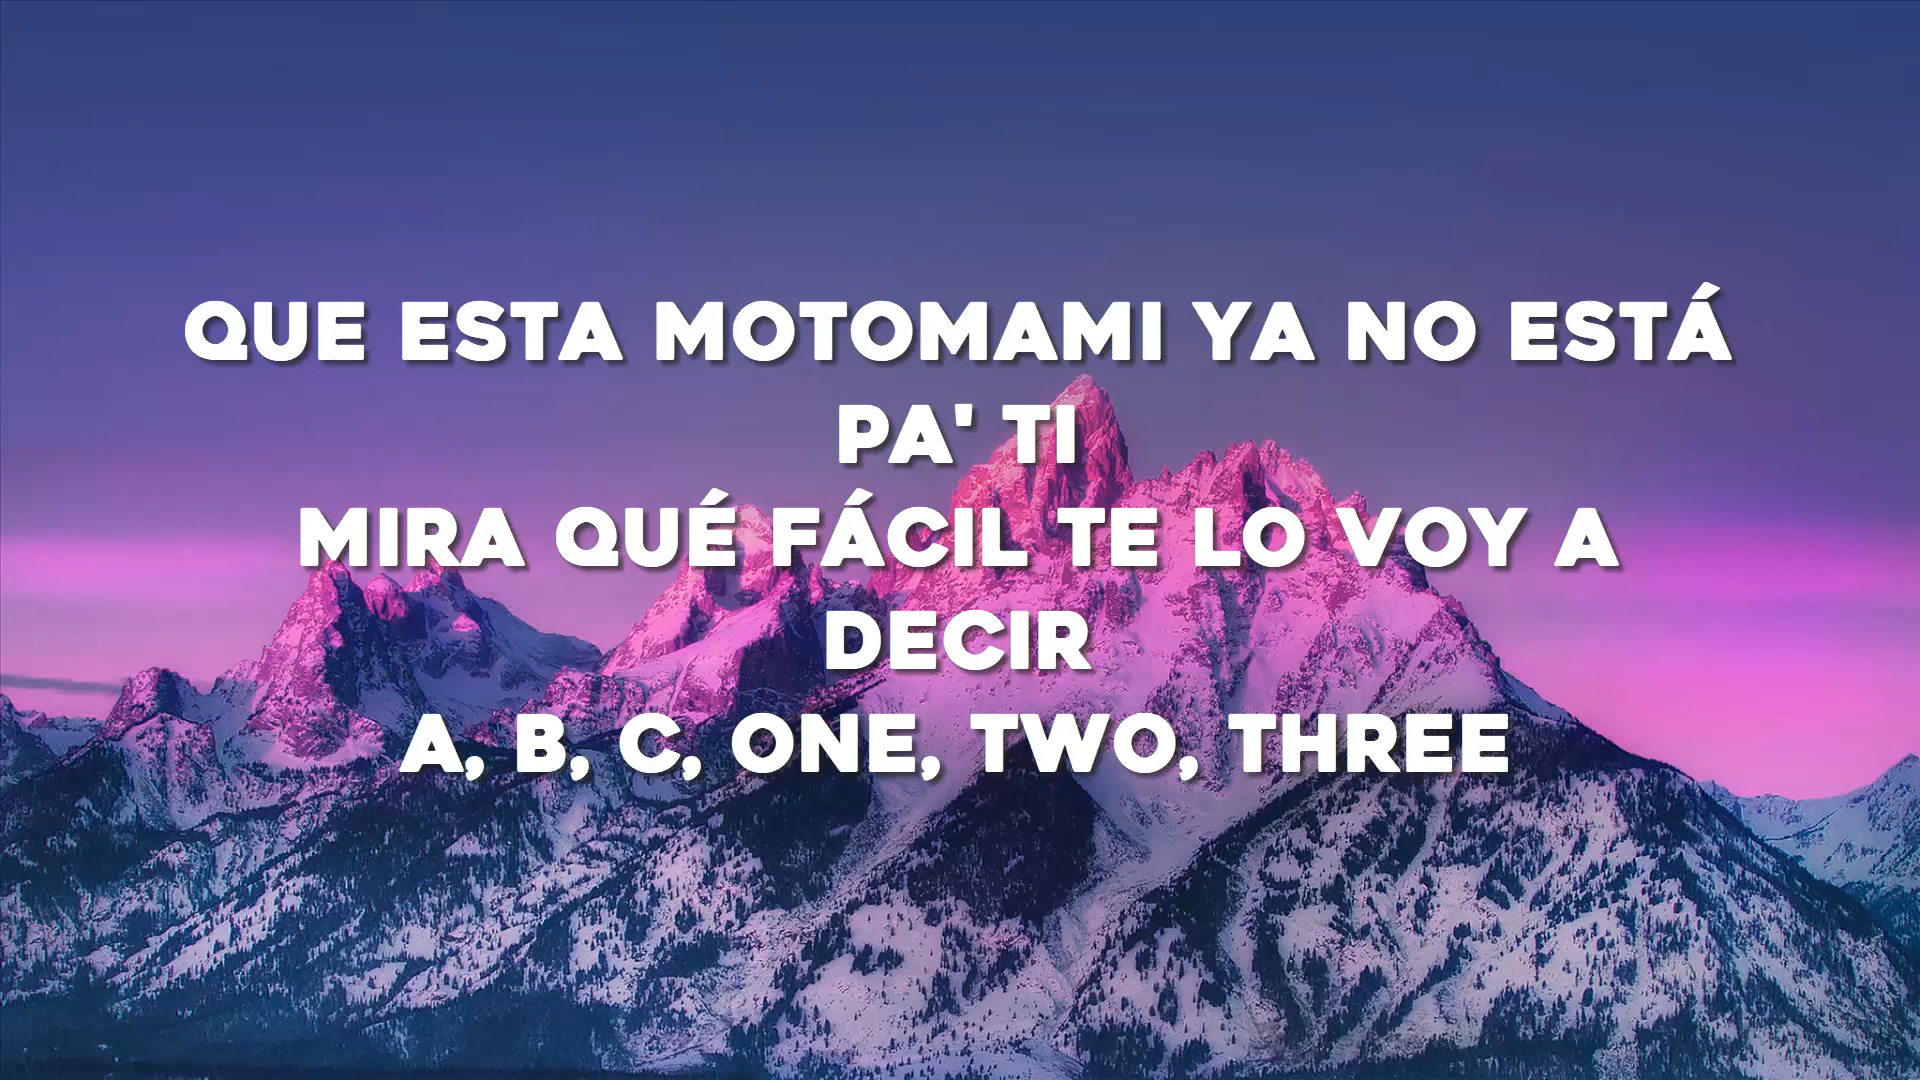 QUE ESTA MOTOMAMI YA NO ESTÁ
PA' TI
MIRA QUÉ FÁCIL TE LO VOY A
DECIR
A, B, C, ONE, TWO, THREE